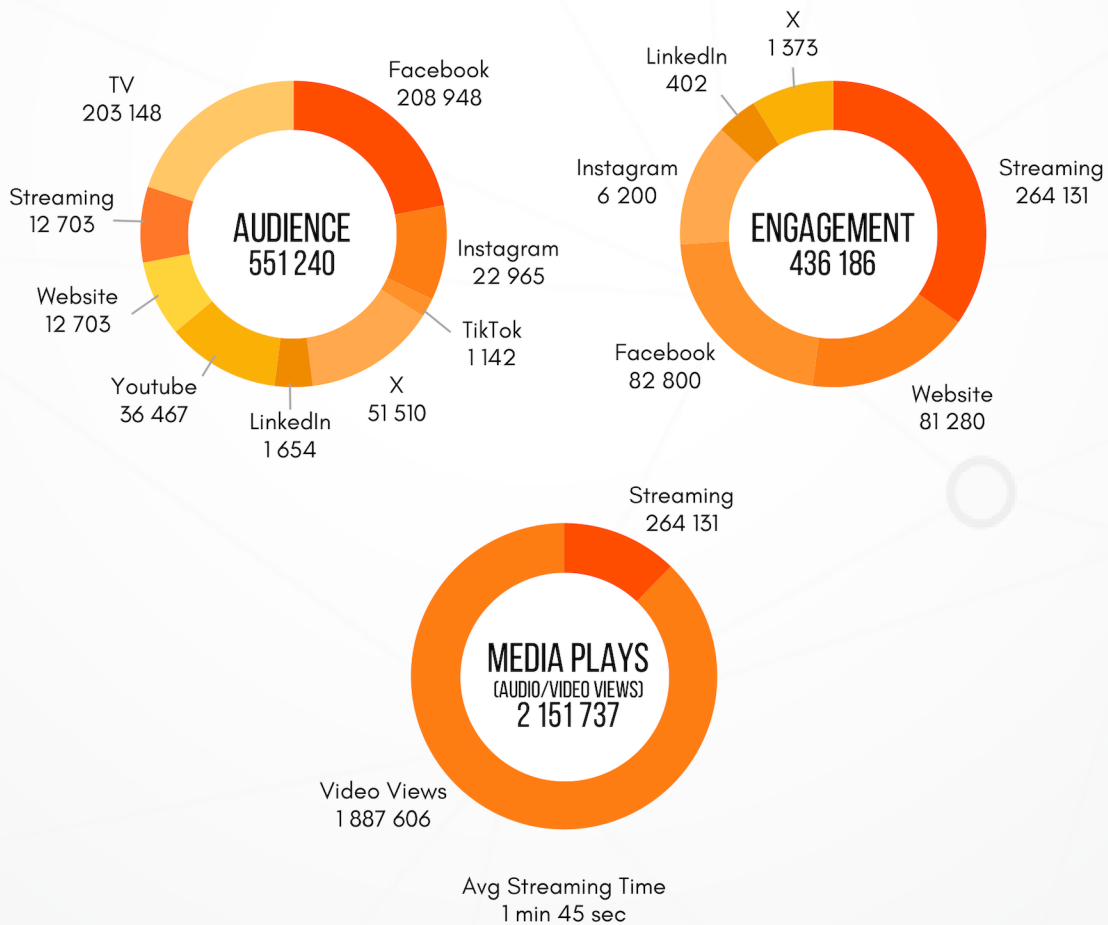 AUDIENCE
551 240
Facebook
208 948
Instagram
22 965
TikTok
1 142
X
51 510
LinkedIn
1 654
Youtube
36 467
Website
12 703
Streaming
12 703
TV
203 148
ENGAGEMENT
436 186
Streaming
264 131
Website
81 280
Facebook
82 800
Instagram
6 200
LinkedIn
402
X
1 373
MEDIA PLAYS
(AUDIO/VIDEO VIEWS)
2 151 737
Streaming
264 131
Video Views
1 887 606
Avg Streaming Time
1 min 45 sec